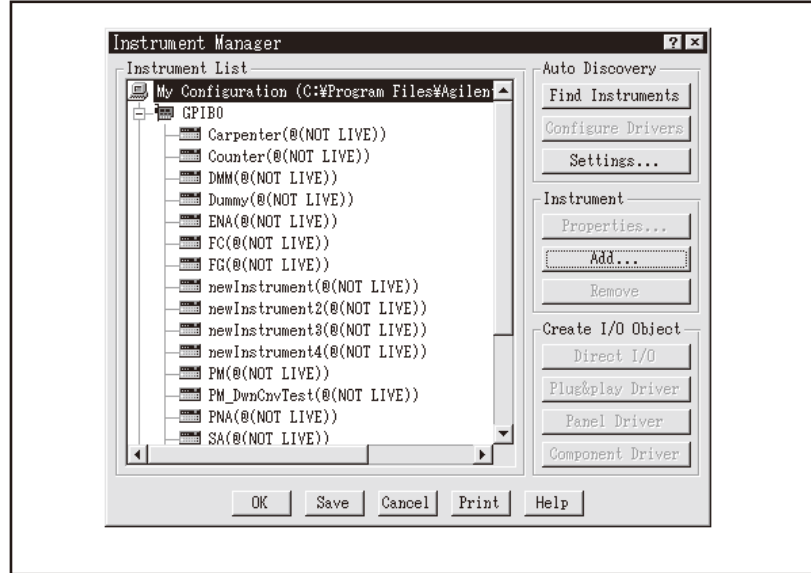 Instrument Manager
Instrument List
My Configuration (C:¥Program Files¥Agilen
GPIB0
Carpenter(@(NOT LIVE))
Counter(@(NOT LIVE))
DMM(@(NOT LIVE))
Dummy(@(NOT LIVE))
ENA(@(NOT LIVE))
FC(@(NOT LIVE))
FG(@(NOT LIVE))
newInstrument(@(NOT LIVE))
newInstrument2(@(NOT LIVE))
newInstrument3(@(NOT LIVE))
newInstrument4(@(NOT LIVE))
PM(@(NOT LIVE))
PM_DwnCnvTest(@(NOT LIVE))
PNA(@(NOT LIVE))
SA(@(NOT LIVE))
Auto Discovery
Find Instruments
Configure Drivers
Settings...
Instrument
Properties...
Add...
Remove
Create I/O Object
Direct I/O
Plug&play Driver
Panel Driver
Component Driver
OK Save Cancel Print Help